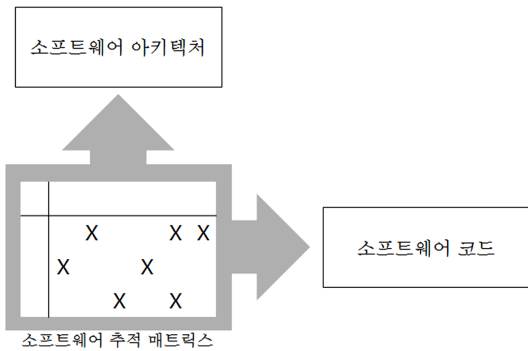 소프트웨어 아키텍처
X X X
X X
X X
소프트웨어 코드
소프트웨어 추적 매트릭스